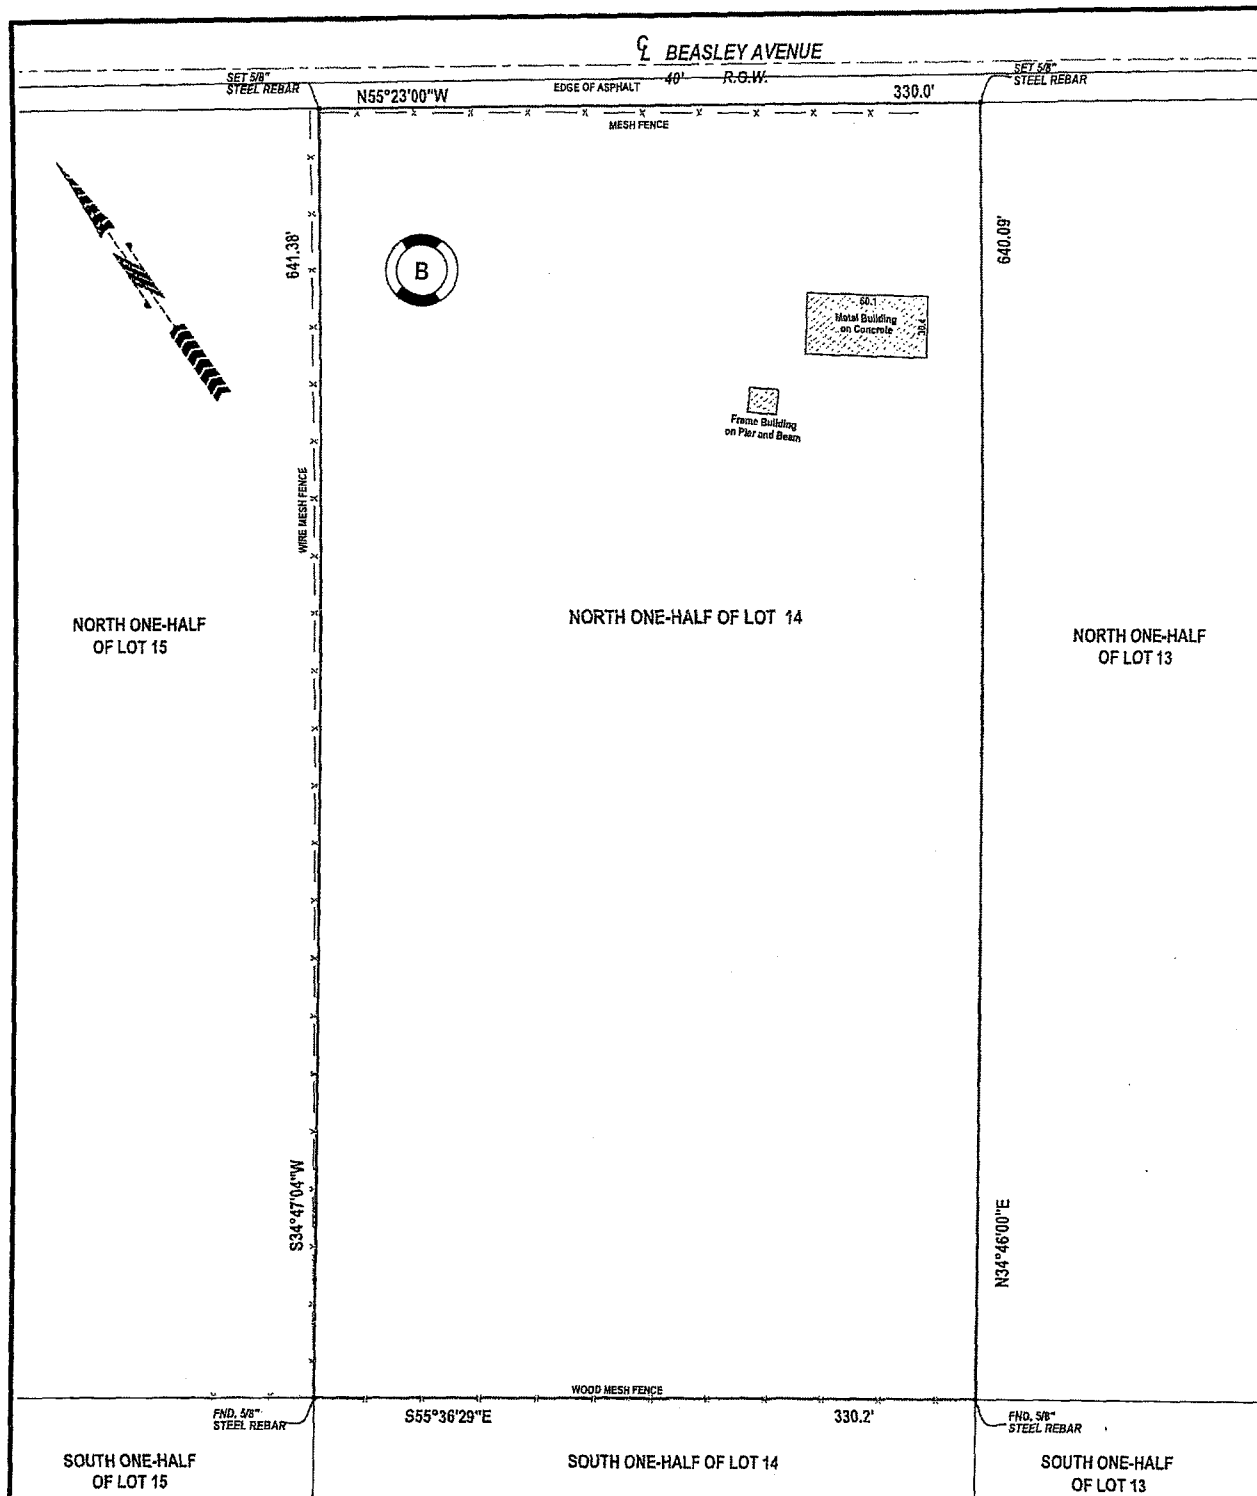 ℄ BEASLEY AVENUE
40' R.O.W.
SET 5/8"
STEEL REBAR
SET 5/8"
STEEL REBAR
N55°23'00"W
EDGE OF ASPHALT
330.0'
MESH FENCE
641.38'
640.09'
B
60.1
Metal Building
on Concrete
30.4
Frame Building
on Pier and Beam
WIRE MESH FENCE
NORTH ONE-HALF
OF LOT 15
NORTH ONE-HALF OF LOT 14
NORTH ONE-HALF
OF LOT 13
S34°47'04"W
N34°46'00"E
WOOD MESH FENCE
FND. 5/8"
STEEL REBAR
S55°36'29"E
330.2'
FND. 5/8"
STEEL REBAR
SOUTH ONE-HALF
OF LOT 15
SOUTH ONE-HALF OF LOT 14
SOUTH ONE-HALF
OF LOT 13